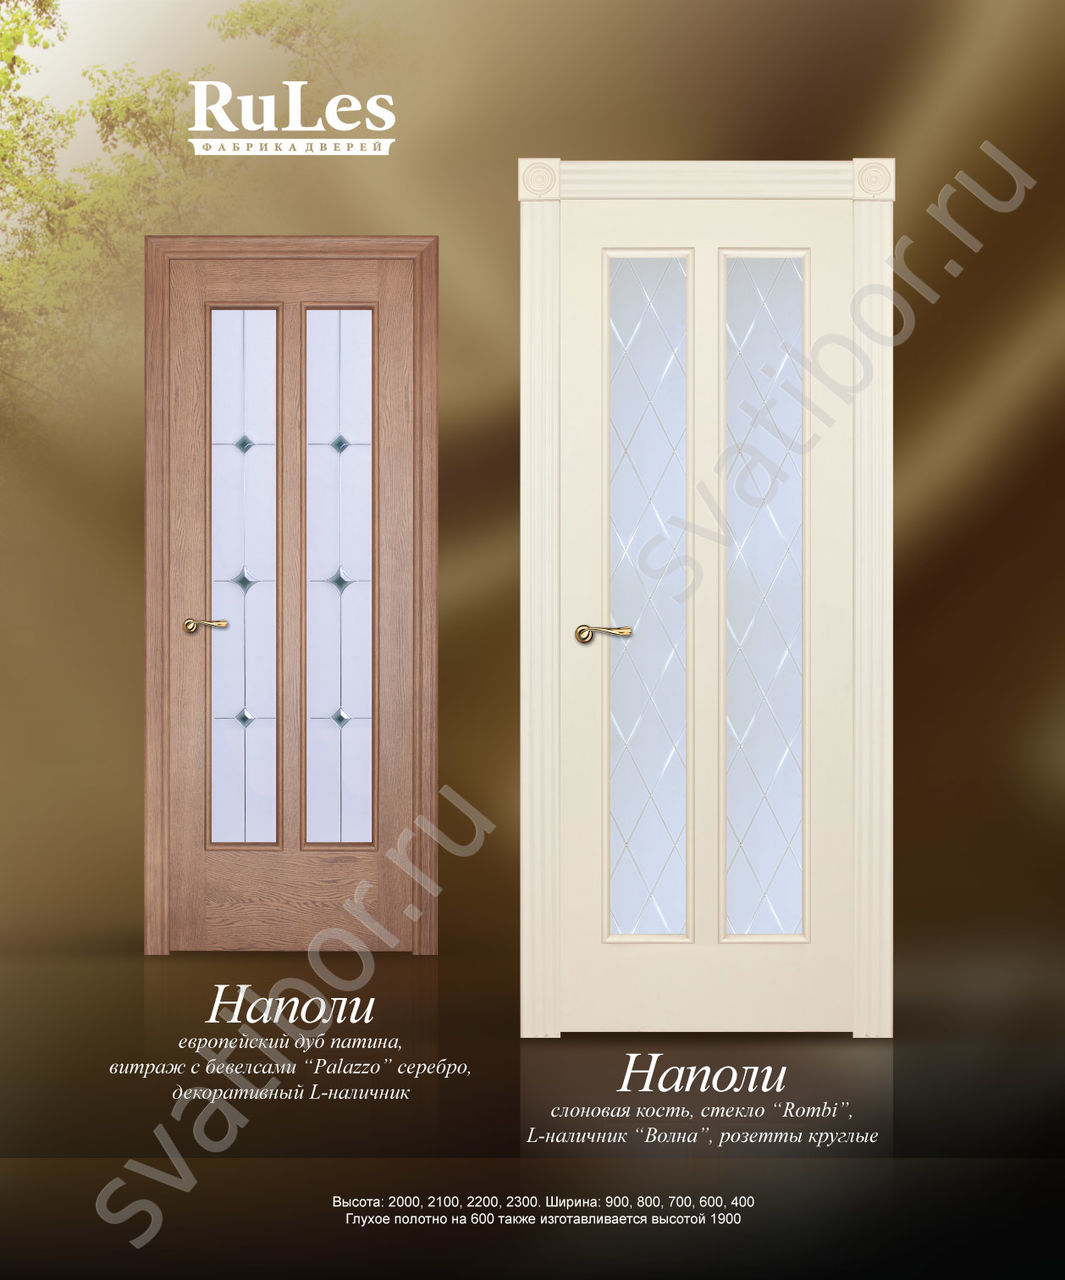 RuLes
ФАБРИКА ДВЕРЕЙ
svatibor.ru
svatibor.ru
Наполи
европейский дуб патина,
витраж с бевелсами “Palazzo” серебро,
декоративный L-наличник
Наполи
слоновая кость, стекло “Rombi”,
L-наличник “Волна”, розетты круглые
Высота: 2000, 2100, 2200, 2300. Ширина: 900, 800, 700, 600, 400
Глухое полотно на 600 также изготавливается высотой 1900